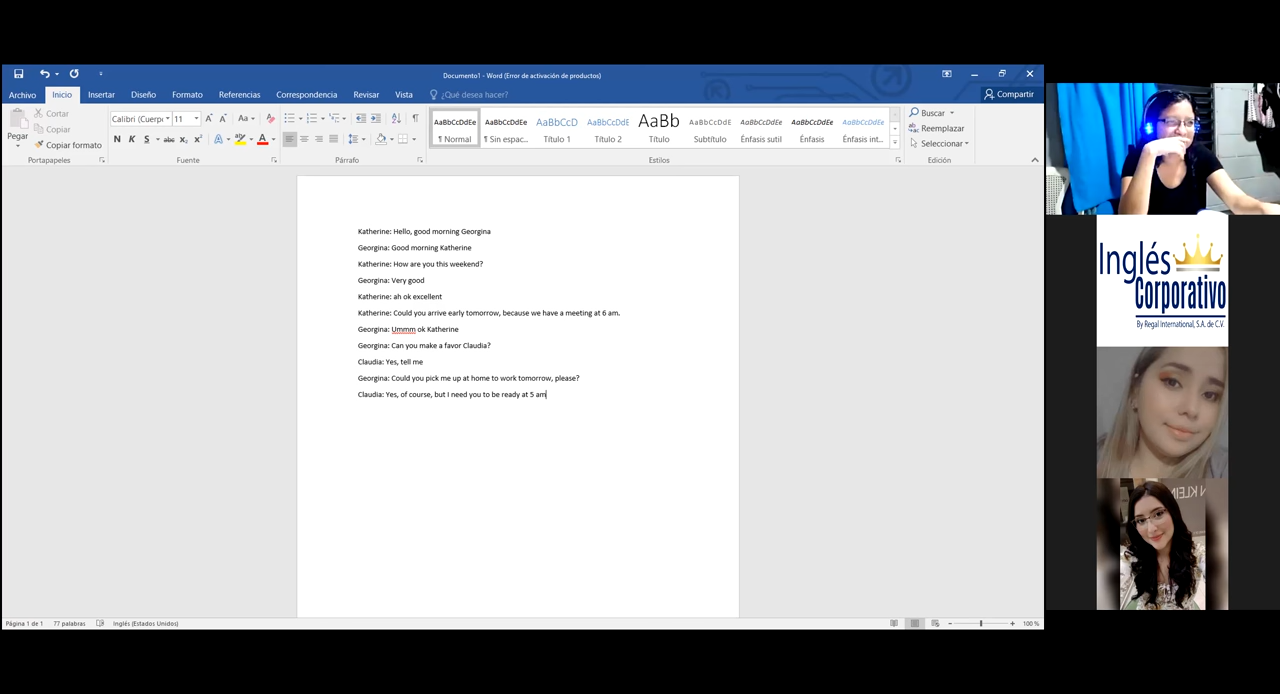 Documento1 - Word (Error de activación de productos)
Archivo Inicio Insertar Diseño Formato Referencias Correspondencia Revisar Vista ¿Qué desea hacer? Compartir
Pegar
Cortar
Copiar
Copiar formato
Portapapeles
Calibri (Cuerp 11 A A Aa
N K S abc x₂ x² A A
Fuente
Párrafo
AaBbCcDdEe AaBbCcDdEe AaBbCcD AaBbCcDdE AaBb AaBbCcDdE AaBbCcDdEe AaBbCcDdEe AaBbCcDdEe
¶ Normal ¶ Sin espac... Título 1 Título 2 Título Subtítulo Énfasis sutil Énfasis Énfasis int...
Estilos
Buscar
Reemplazar
Seleccionar
Edición
Katherine: Hello, good morning Georgina
Georgina: Good morning Katherine
Katherine: How are you this weekend?
Georgina: Very good
Katherine: ah ok excellent
Katherine: Could you arrive early tomorrow, because we have a meeting at 6 am.
Georgina: Ummm ok Katherine
Georgina: Can you make a favor Claudia?
Claudia: Yes, tell me
Georgina: Could you pick me up at home to work tomorrow, please?
Claudia: Yes, of course, but I need you to be ready at 5 am
Página 1 de 1 77 palabras Inglés (Estados Unidos) 100 %
Inglés
Corporativo
By Regal International, S.A. de C.V.